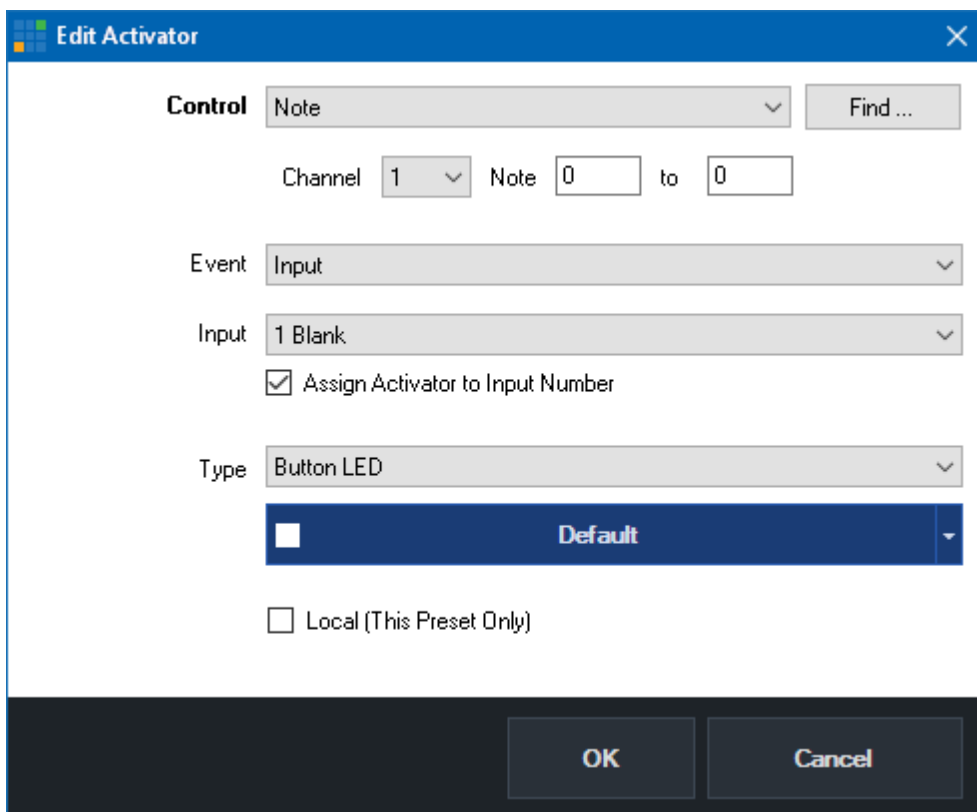 Edit Activator
Control Note Find ...
Channel 1 Note 0 to 0
Event Input
Input 1 Blank
Assign Activator to Input Number
Type Button LED
Default
Local (This Preset Only)
OK Cancel